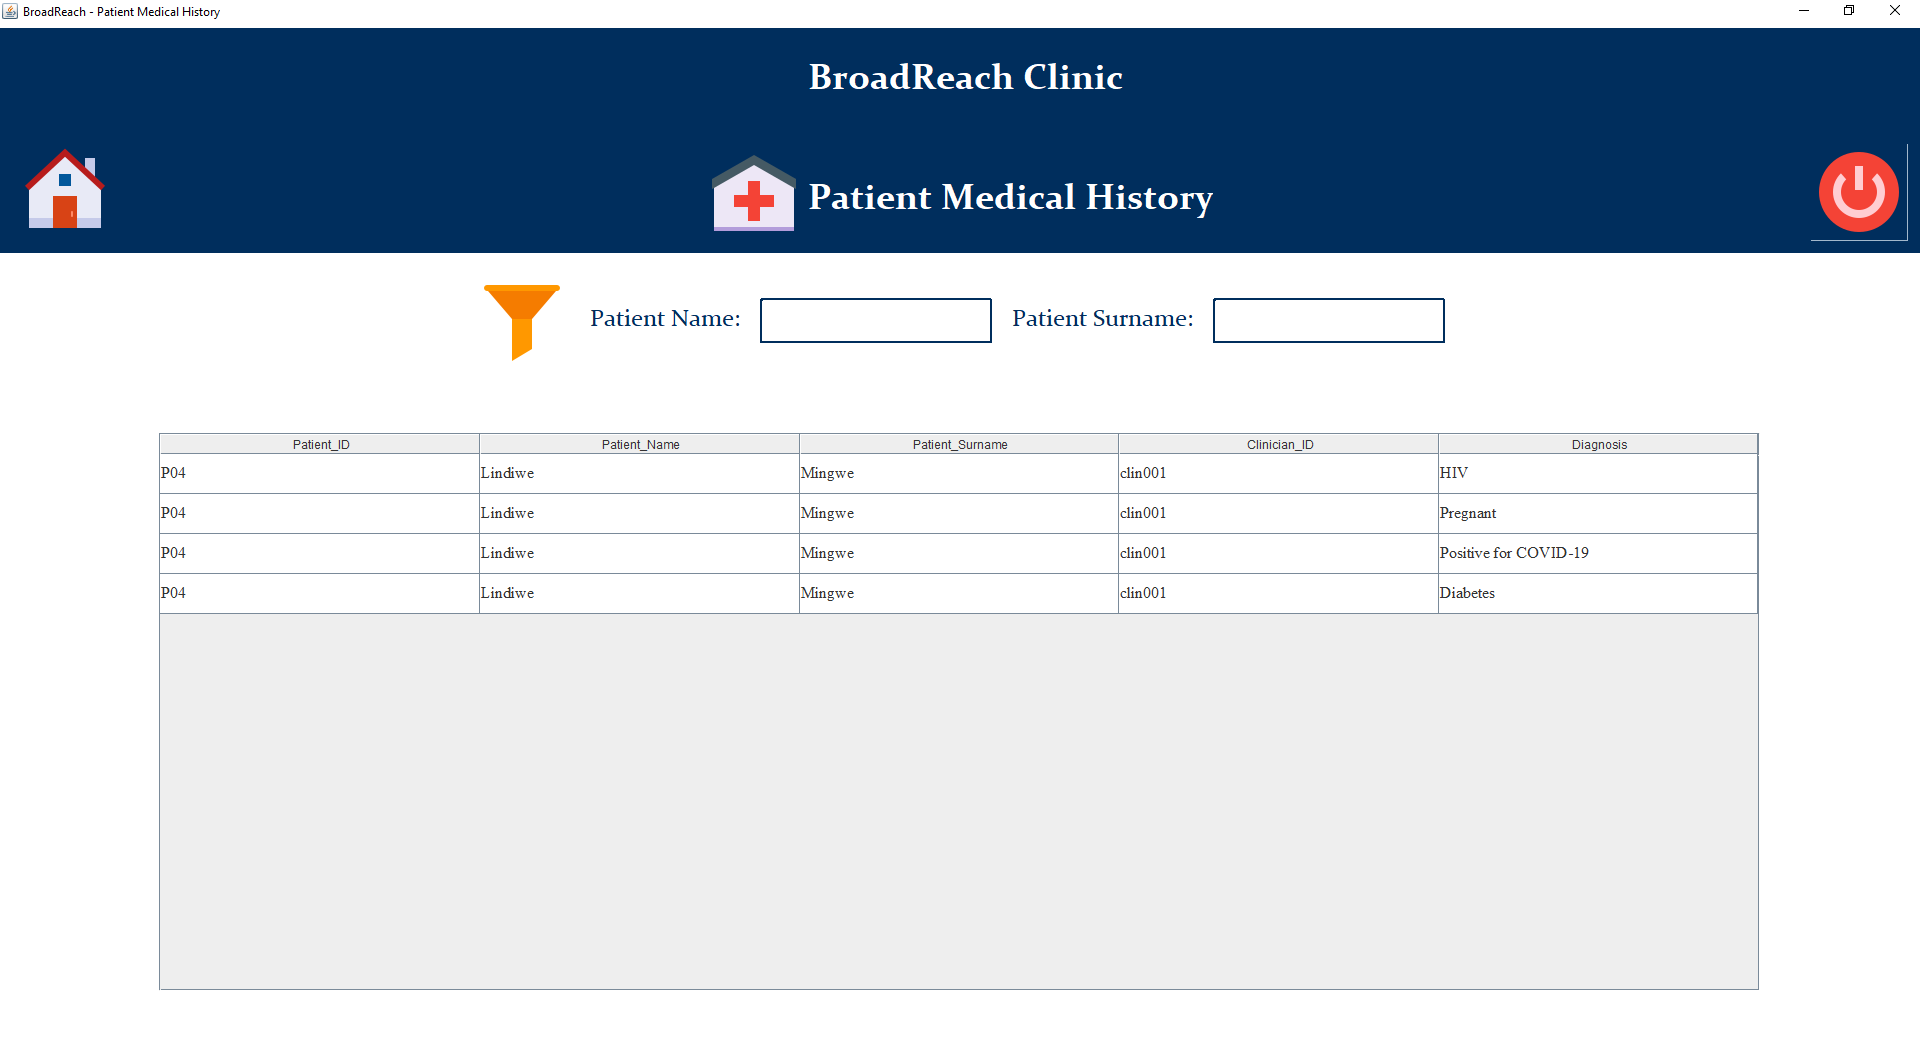 BroadReach - Patient Medical History
BroadReach Clinic
Patient Medical History
Patient Name: Patient Surname:
Patient_ID Patient_Name Patient_Surname Clinician_ID Diagnosis
P04 Lindiwe Mingwe clin001 HIV
P04 Lindiwe Mingwe clin001 Pregnant
P04 Lindiwe Mingwe clin001 Positive for COVID-19
P04 Lindiwe Mingwe clin001 Diabetes